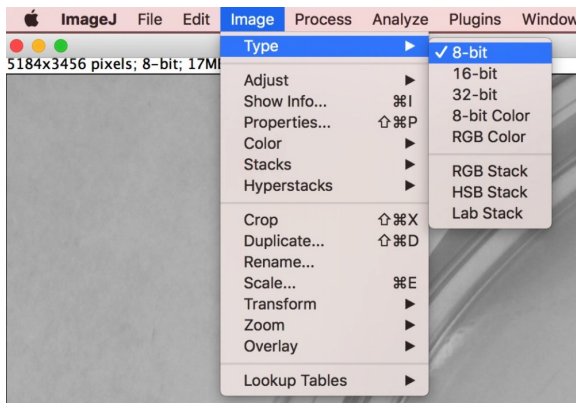 ImageJ File Edit Image Process Analyze Plugins Window
5184x3456 pixels; 8-bit; 17M
Type
Adjust
Show Info... ⌘I
Properties... ⇧⌘P
Color
Stacks
Hyperstacks
Crop ⇧⌘X
Duplicate... ⇧⌘D
Rename...
Scale... ⌘E
Transform
Zoom
Overlay
Lookup Tables
✓ 8-bit
16-bit
32-bit
8-bit Color
RGB Color
RGB Stack
HSB Stack
Lab Stack